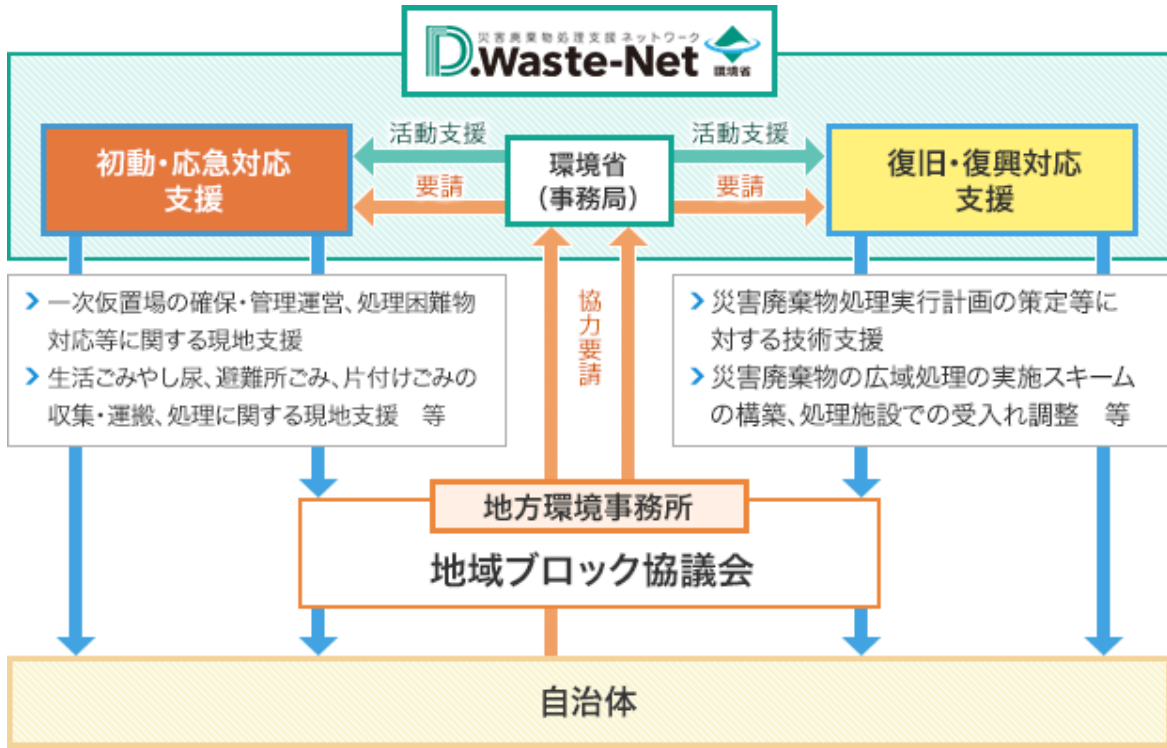 災害廃棄物処理支援ネットワーク
D.Waste-Net
環境省
初動・応急対応
支援
活動支援
要請
環境省
(事務局)
活動支援
要請
復旧・復興対応
支援
一次仮置場の確保・管理運営、処理困難物
対応等に関する現地支援
生活ごみやし尿、避難所ごみ、片付けごみの
収集・運搬、処理に関する現地支援 等
協力要請
災害廃棄物処理実行計画の策定等に
対する技術支援
災害廃棄物の広域処理の実施スキーム
の構築、処理施設での受入れ調整 等
地方環境事務所
地域ブロック協議会
自治体